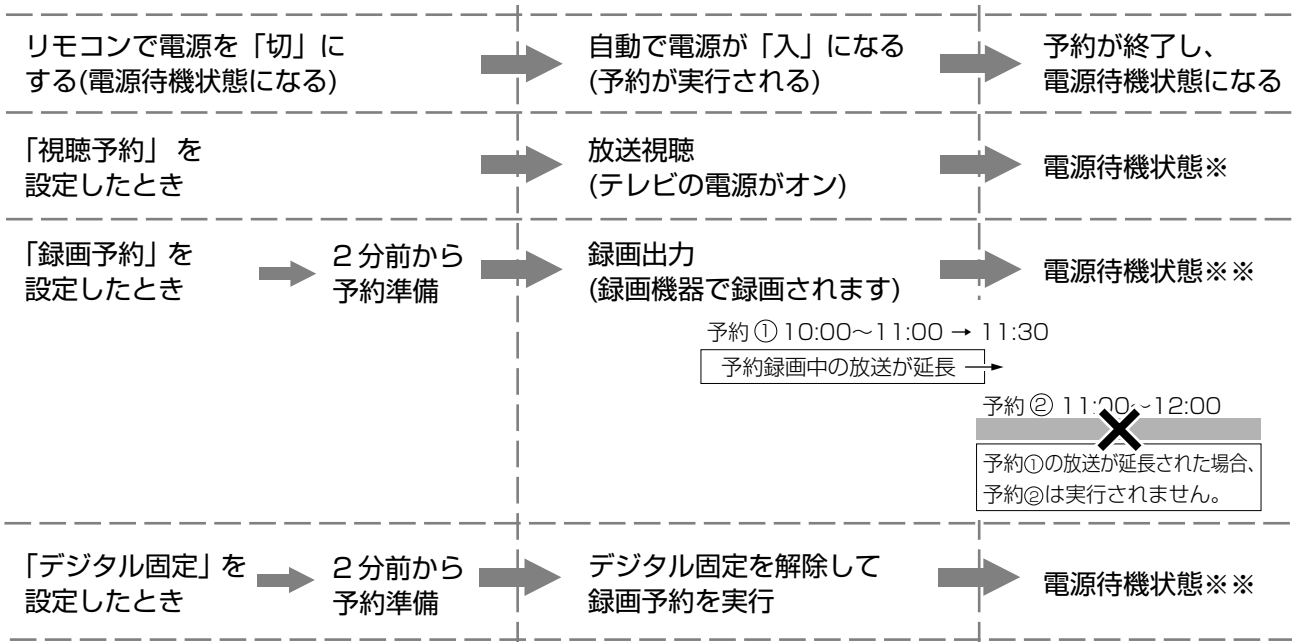 リモコンで電源を「切」に
する(電源待機状態になる)
自動で電源が「入」になる
(予約が実行される)
予約が終了し、
電源待機状態になる
「視聴予約」 を
設定したとき
放送視聴
(テレビの電源がオン)
電源待機状態※
「録画予約」を
設定したとき
2分前から
予約準備
録画出力
(録画機器で録画されます)
電源待機状態※※
予約①10:00～11:00 → 11:30
予約録画中の放送が延長
予約② 11:00～12:00
予約①の放送が延長された場合、
予約②は実行されません。
「デジタル固定」を
設定したとき
2分前から
予約準備
デジタル固定を解除して
録画予約を実行
電源待機状態※※